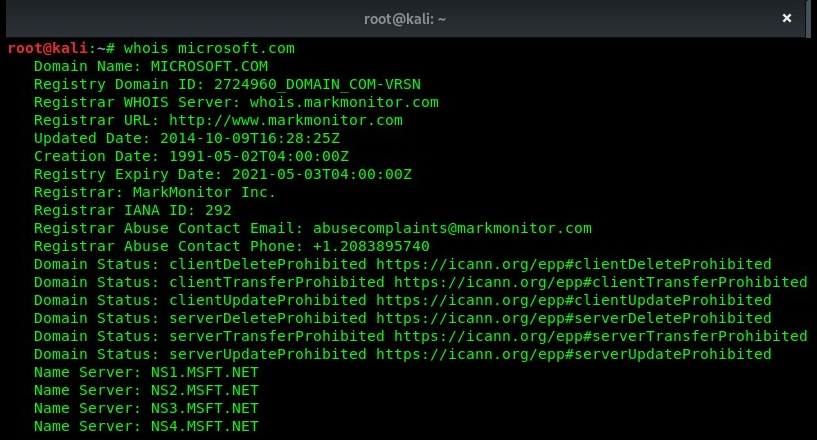 root@kali: ~
root@kali:~# whois microsoft.com
Domain Name: MICROSOFT.COM
Registry Domain ID: 2724960_DOMAIN_COM-VRSN
Registrar WHOIS Server: whois.markmonitor.com
Registrar URL: http://www.markmonitor.com
Updated Date: 2014-10-09T16:28:25Z
Creation Date: 1991-05-02T04:00:00Z
Registry Expiry Date: 2021-05-03T04:00:00Z
Registrar: MarkMonitor Inc.
Registrar IANA ID: 292
Registrar Abuse Contact Email: abusecomplaints@markmonitor.com
Registrar Abuse Contact Phone: +1.2083895740
Domain Status: clientDeleteProhibited https://icann.org/epp#clientDeleteProhibited
Domain Status: clientTransferProhibited https://icann.org/epp#clientTransferProhibited
Domain Status: clientUpdateProhibited https://icann.org/epp#clientUpdateProhibited
Domain Status: serverDeleteProhibited https://icann.org/epp#serverDeleteProhibited
Domain Status: serverTransferProhibited https://icann.org/epp#serverTransferProhibited
Domain Status: serverUpdateProhibited https://icann.org/epp#serverUpdateProhibited
Name Server: NS1.MSFT.NET
Name Server: NS2.MSFT.NET
Name Server: NS3.MSFT.NET
Name Server: NS4.MSFT.NET